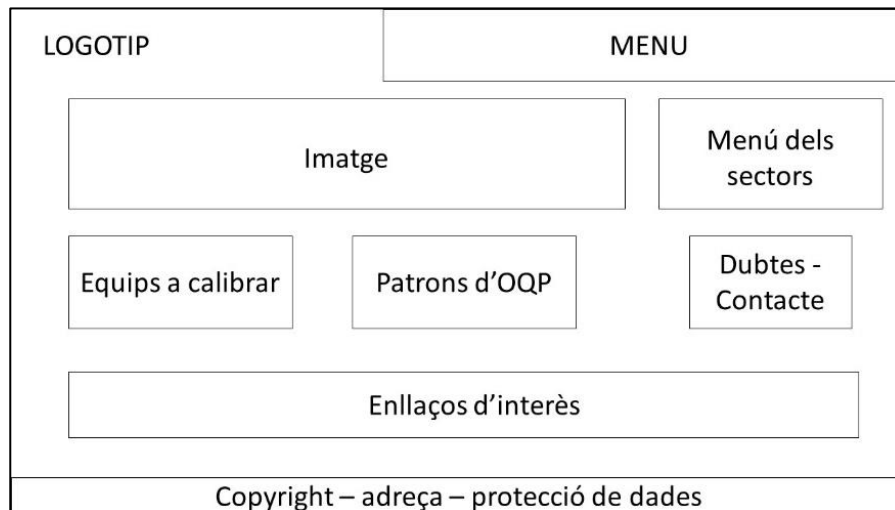 LOGOTIP
MENU
Imatge
Menú dels
sectors
Equips a calibrar
Patrons d’OQP
Dubtes -
Contacte
Enllaços d’interès
Copyright – adreça – protecció de dades